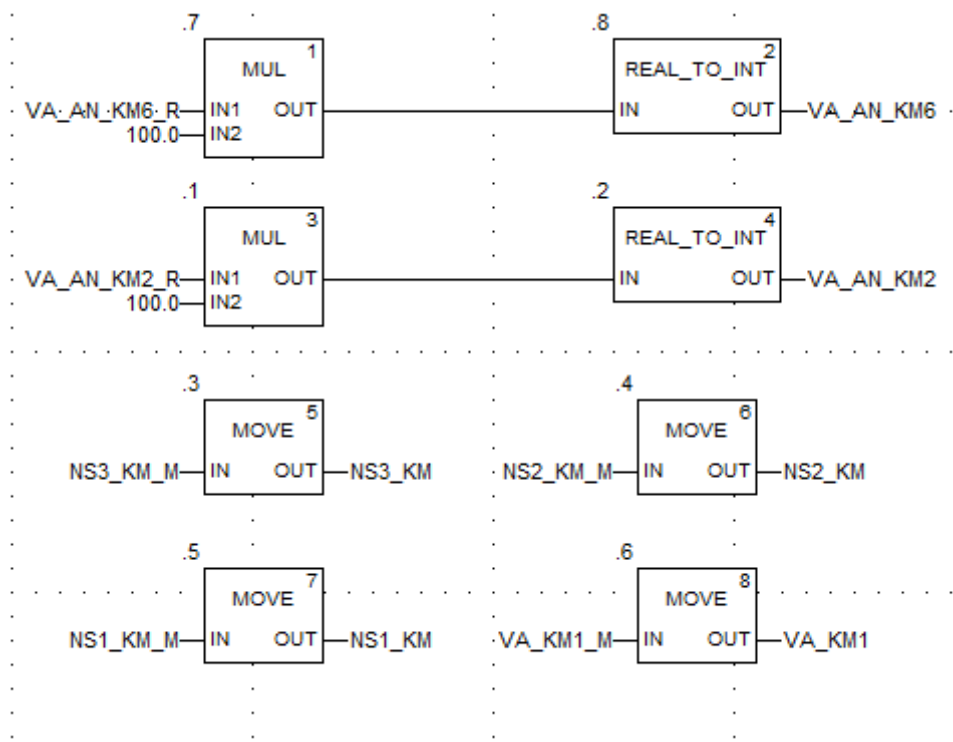 .7 .8
1 2
MUL REAL_TO_INT
VA_AN_KM6_R IN1 OUT IN OUT VA_AN_KM6
100.0 IN2
.1 .2
3 4
MUL REAL_TO_INT
VA_AN_KM2_R IN1 OUT IN OUT VA_AN_KM2
100.0 IN2
.3 .4
5 6
MOVE MOVE
NS3_KM_M IN OUT NS3_KM NS2_KM_M IN OUT NS2_KM
.5 .6
7 8
MOVE MOVE
NS1_KM_M IN OUT NS1_KM VA_KM1_M IN OUT VA_KM1